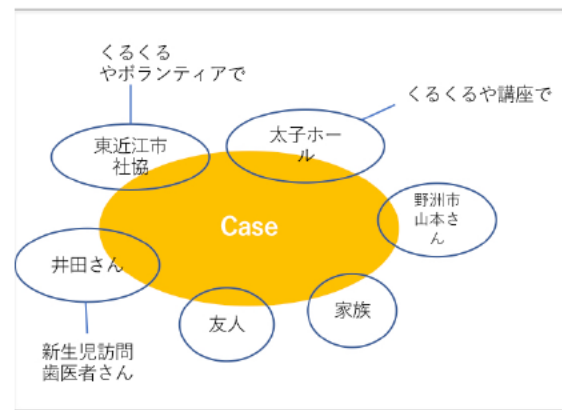 くるくる
やボランティアで
くるくるや講座で
東近江市
社協
太子ホー
ル
野洲市
山本さ
ん
Case
井田さん
友人
家族
新生児訪問
歯医者さん